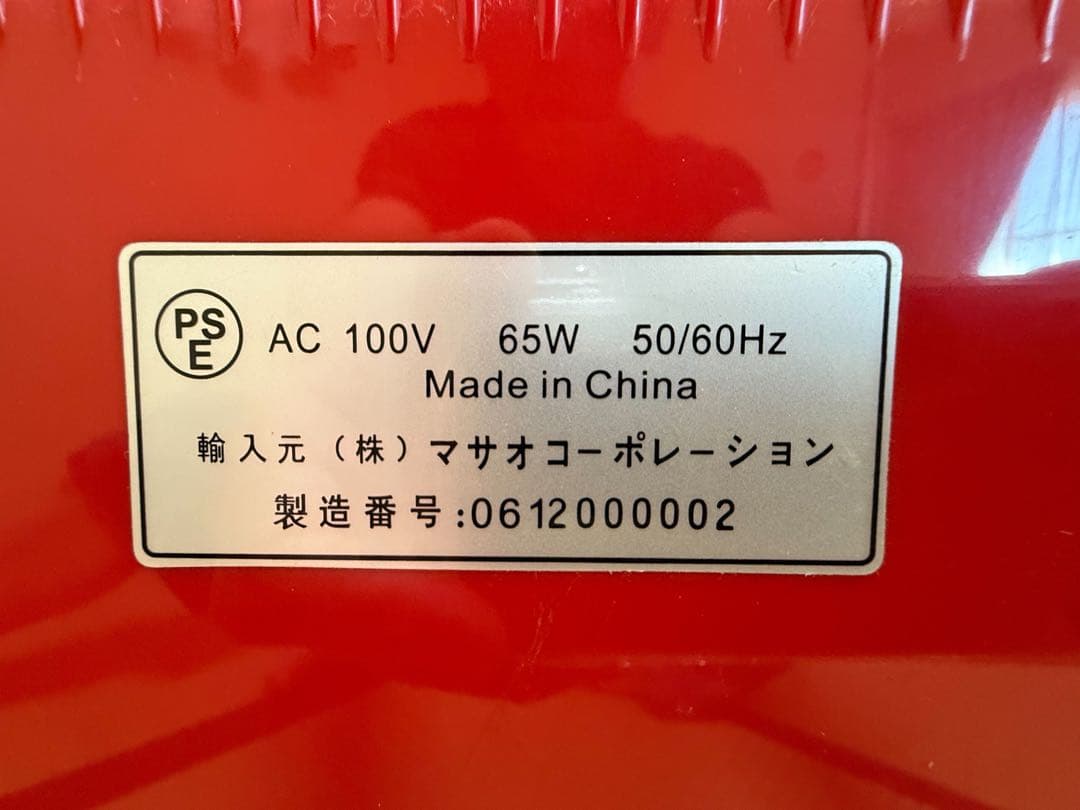 PSE AC 100V 65W 50/60Hz
Made in China
輸入元（株）マサオコーポレーション
製造番号:0612000002